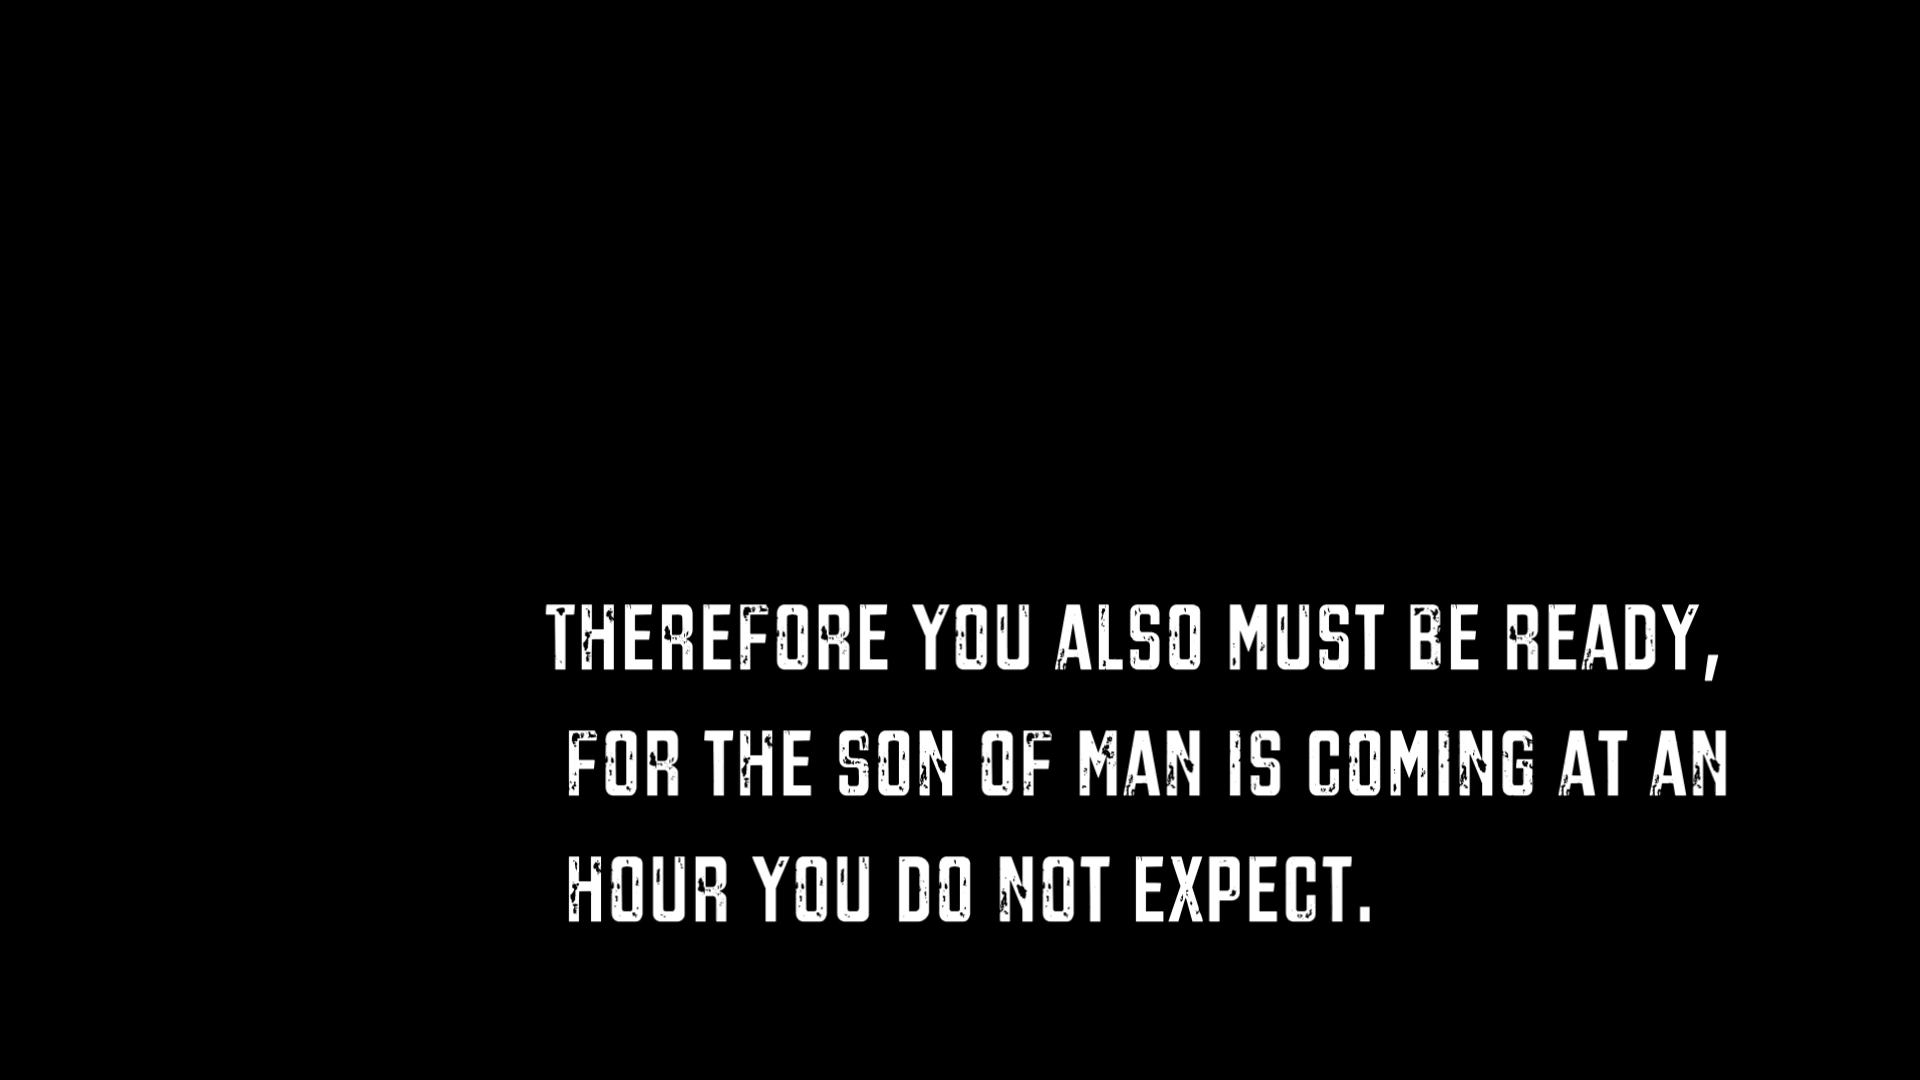 THEREFORE YOU ALSO MUST BE READY,
FOR THE SON OF MAN IS COMING AT AN
HOUR YOU DO NOT EXPECT.